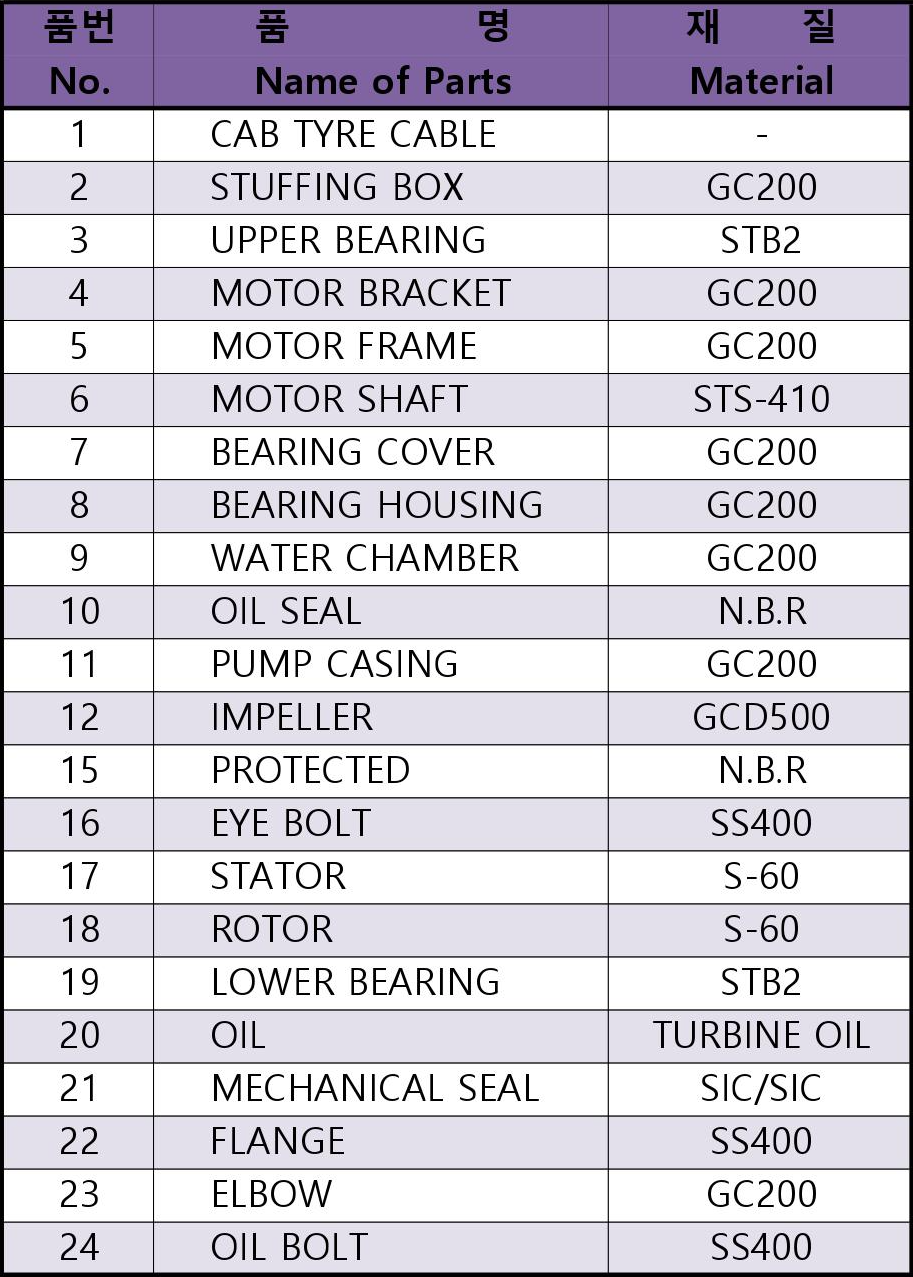 품번 품 명 재 질
No. Name of Parts Material
1 CAB TYRE CABLE -
2 STUFFING BOX GC200
3 UPPER BEARING STB2
4 MOTOR BRACKET GC200
5 MOTOR FRAME GC200
6 MOTOR SHAFT STS-410
7 BEARING COVER GC200
8 BEARING HOUSING GC200
9 WATER CHAMBER GC200
10 OIL SEAL N.B.R
11 PUMP CASING GC200
12 IMPELLER GCD500
15 PROTECTED N.B.R
16 EYE BOLT SS400
17 STATOR S-60
18 ROTOR S-60
19 LOWER BEARING STB2
20 OIL TURBINE OIL
21 MECHANICAL SEAL SIC/SIC
22 FLANGE SS400
23 ELBOW GC200
24 OIL BOLT SS400